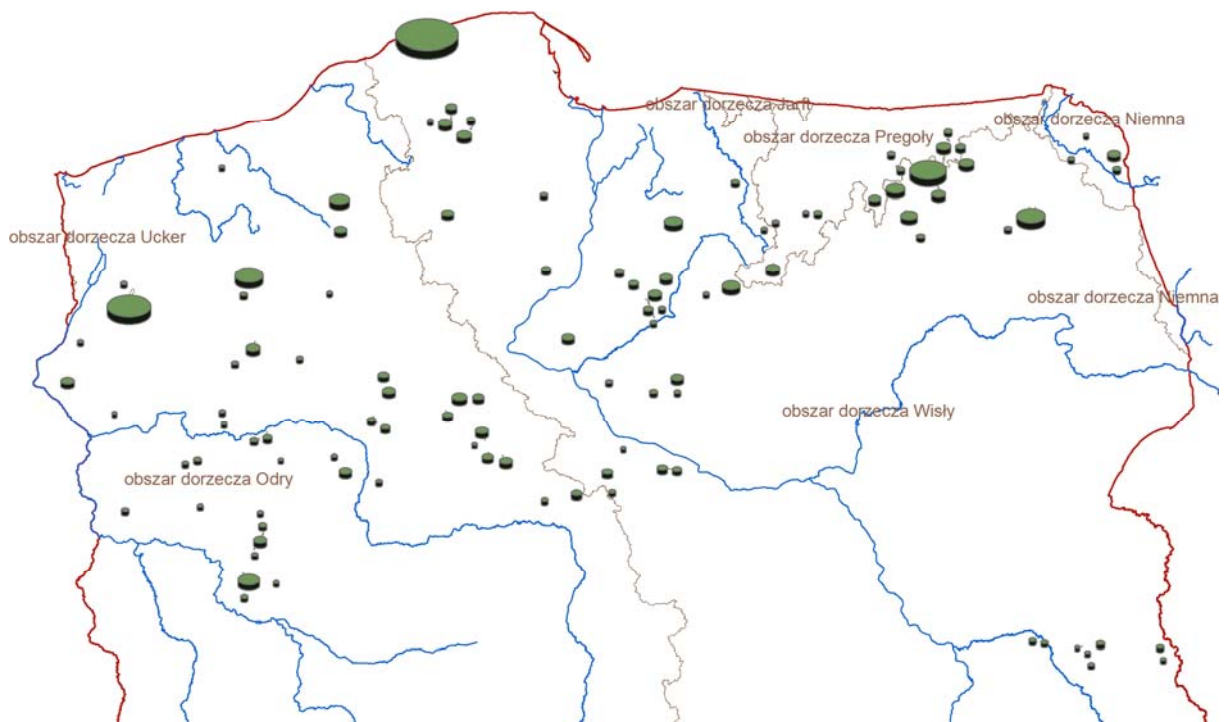 obszar dorzecza Jarft
obszar dorzecza Niemna
obszar dorzecza Pregoły
obszar dorzecza Ucker
obszar dorzecza Niemna
obszar dorzecza Wisły
obszar dorzecza Odry